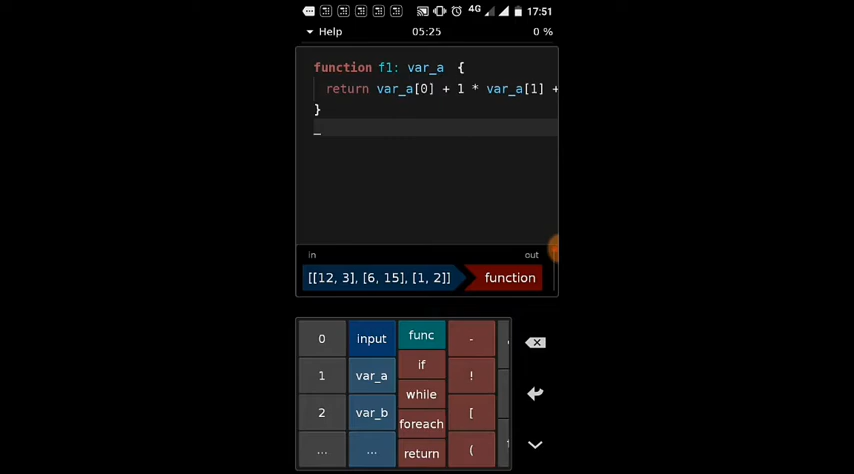 4G 17:51
Help 05:25 0 %
function f1: var_a {
return var_a[0] + 1 * var_a[1] +
}
_
in out
[[12, 3], [6, 15], [1, 2]] function
0 input func -
if
1 var_a !
while
2 var_b [
foreach
... ... return (